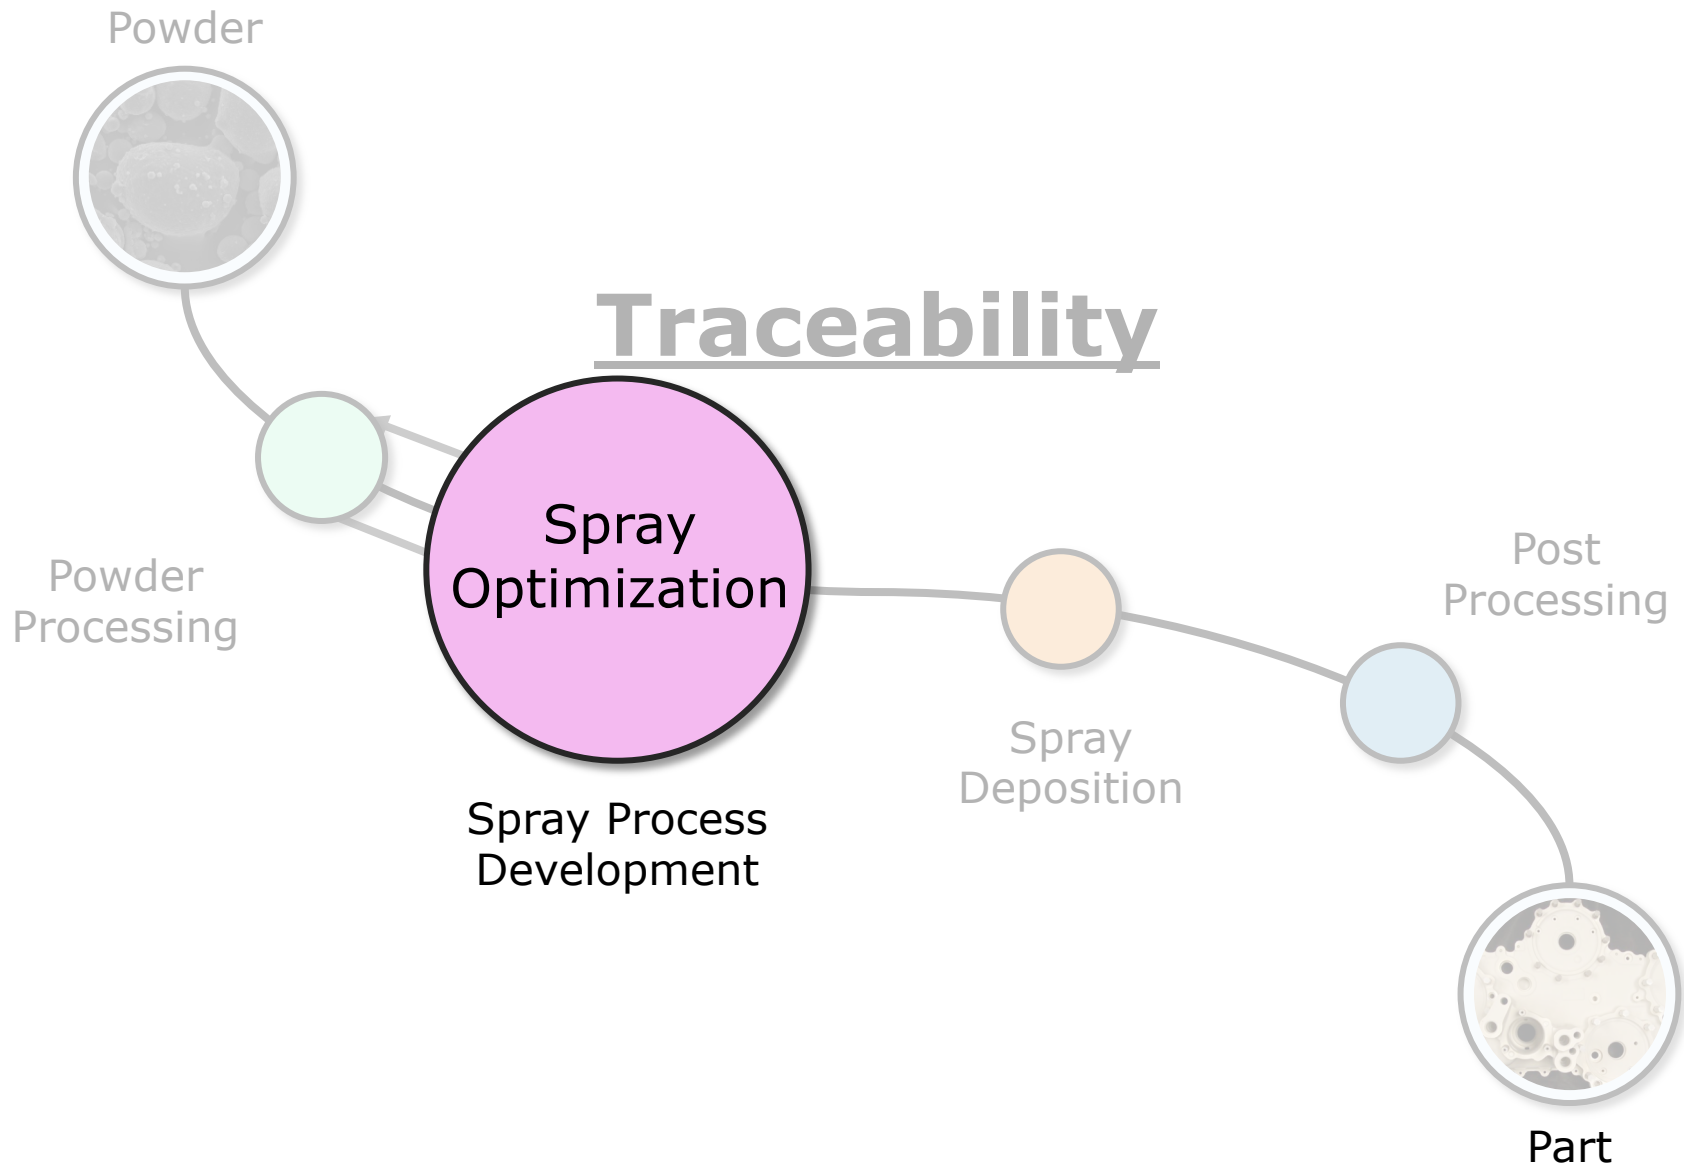 Powder
Traceability
Spray
Optimization
Powder
Processing
Spray Process
Development
Spray
Deposition
Post
Processing
Part